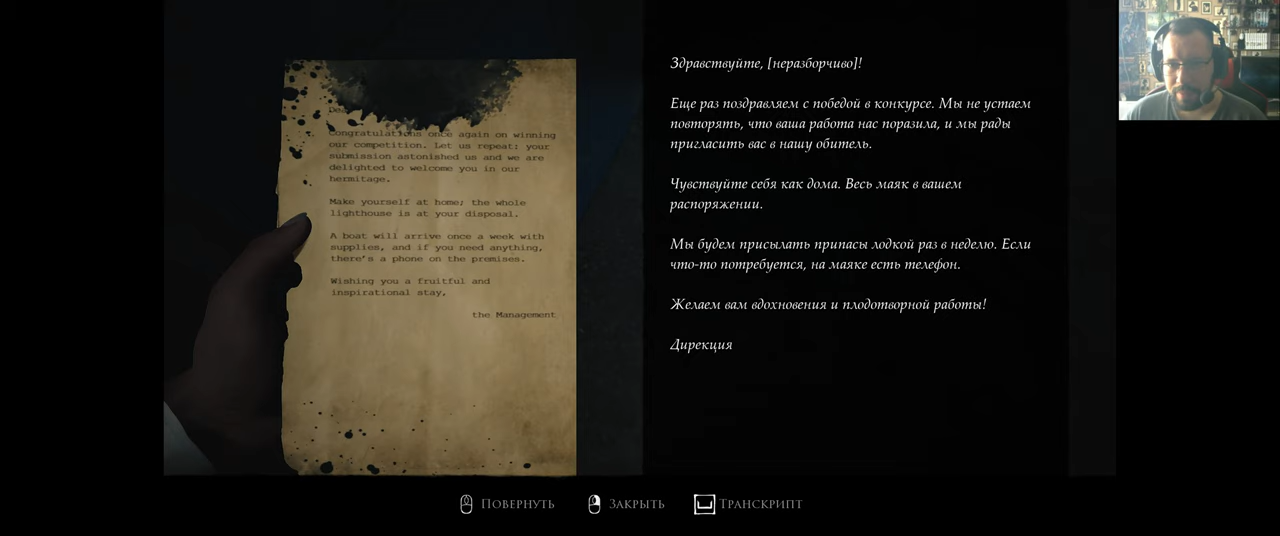 Congratulations once again on winning
our competition. Let us repeat: your
submission astonished us and we are
delighted to welcome you in our
hermitage.
Make yourself at home; the whole
lighthouse is at your disposal.
A boat will arrive once a week with
supplies, and if you need anything,
there's a phone on the premises.
Wishing you a fruitful and
inspirational stay,
the Management
Здравствуйте, [неразборчиво]!
Еще раз поздравляем с победой в конкурсе. Мы не устаем
повторять, что ваша работа нас поразила, и мы рады
пригласить вас в нашу обитель.
Чувствуйте себя как дома. Весь маяк в вашем
распоряжении.
Мы будем присылать припасы лодкой раз в неделю. Если
что-то потребуется, на маяке есть телефон.
Желаем вам вдохновения и плодотворной работы!
Дирекция
Повернуть
Закрыть
Транскрипт